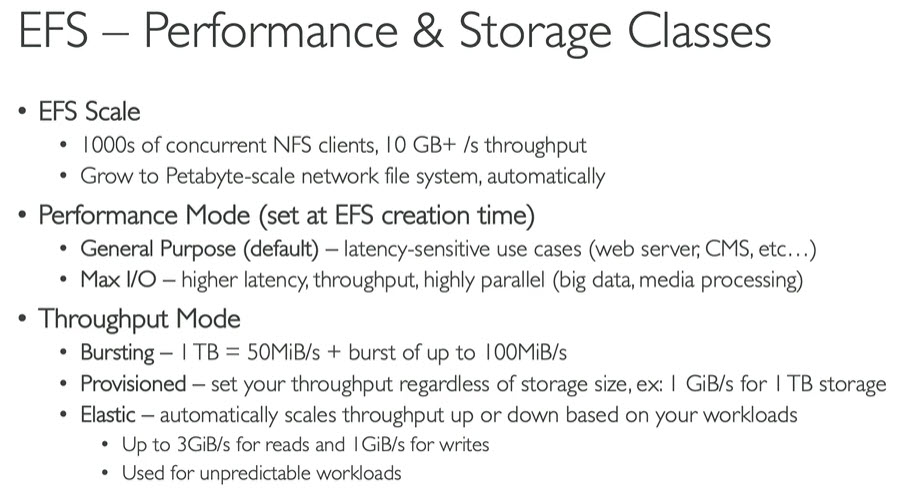 EFS – Performance & Storage Classes
• EFS Scale
• 1000s of concurrent NFS clients, 10 GB+ /s throughput
• Grow to Petabyte-scale network file system, automatically
• Performance Mode (set at EFS creation time)
• General Purpose (default) – latency-sensitive use cases (web server, CMS, etc…)
• Max I/O – higher latency, throughput, highly parallel (big data, media processing)
• Throughput Mode
• Bursting – 1 TB = 50MiB/s + burst of up to 100MiB/s
• Provisioned – set your throughput regardless of storage size, ex: 1 GiB/s for 1 TB storage
• Elastic – automatically scales throughput up or down based on your workloads
• Up to 3GiB/s for reads and 1GiB/s for writes
• Used for unpredictable workloads